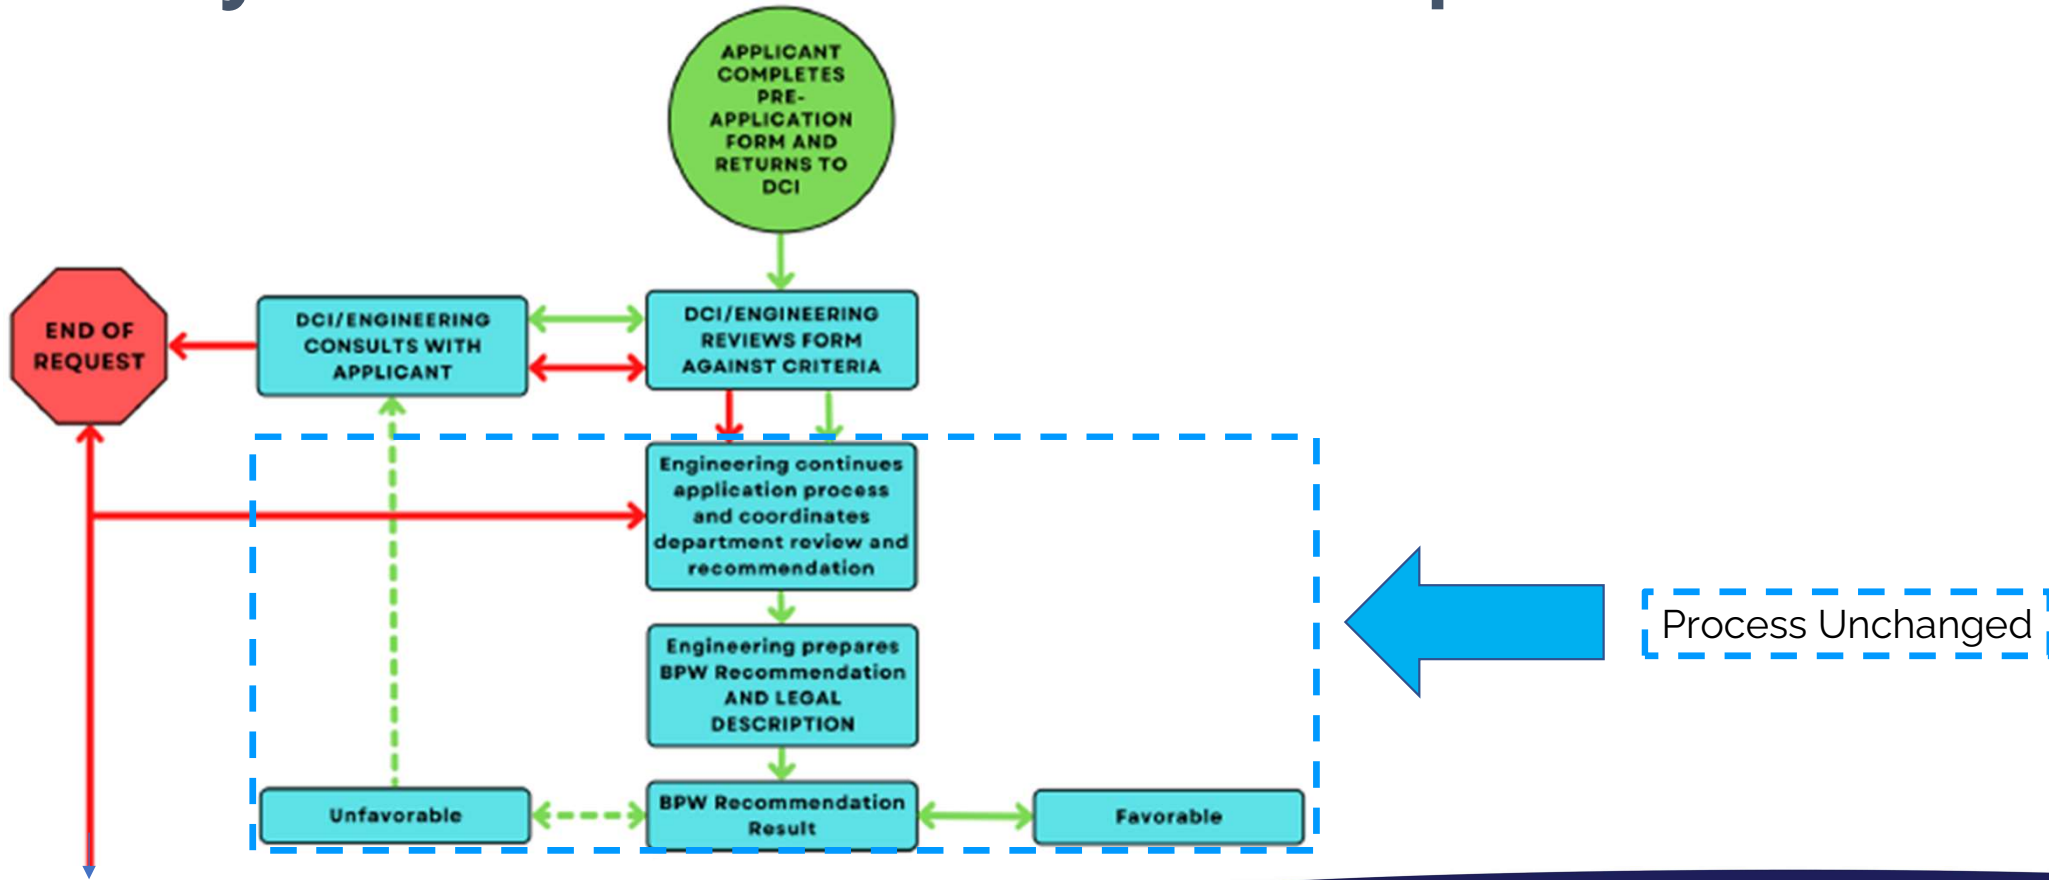 APPLICANT
COMPLETES
PRE-
APPLICATION
FORM AND
RETURNS TO
DCI
END OF
REQUEST
DCI/ENGINEERING
CONSULTS WITH
APPLICANT
DCI/ENGINEERING
REVIEWS FORM
AGAINST CRITERIA
Engineering continues
application process
and coordinates
department review and
recommendation
Engineering prepares
BPW Recommendation
AND LEGAL
DESCRIPTION
Process Unchanged
Unfavorable
BPW Recommendation
Result
Favorable